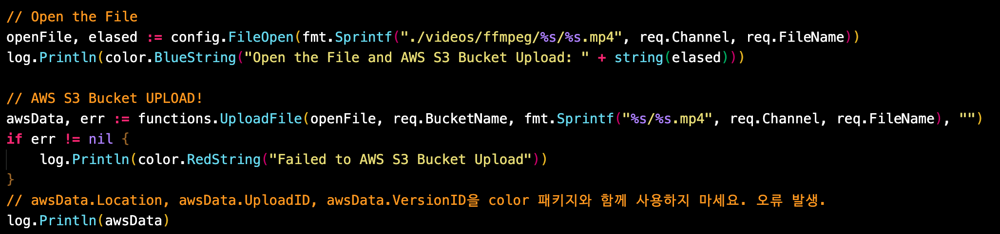 // Open the File
openFile, elased := config.FileOpen(fmt.Sprintf("./videos/ffmpeg/%s/%s.mp4", req.Channel, req.FileName))
log.Println(color.BlueString("Open the File and AWS S3 Bucket Upload: " + string(elased)))

// AWS S3 Bucket UPLOAD!
awsData, err := functions.UploadFile(openFile, req.BucketName, fmt.Sprintf("%s/%s.mp4", req.Channel, req.FileName), "")
if err != nil {
    log.Println(color.RedString("Failed to AWS S3 Bucket Upload"))
}
// awsData.Location, awsData.UploadID, awsData.VersionID을 color 패키지와 함께 사용하지 마세요. 오류 발생.
log.Println(awsData)